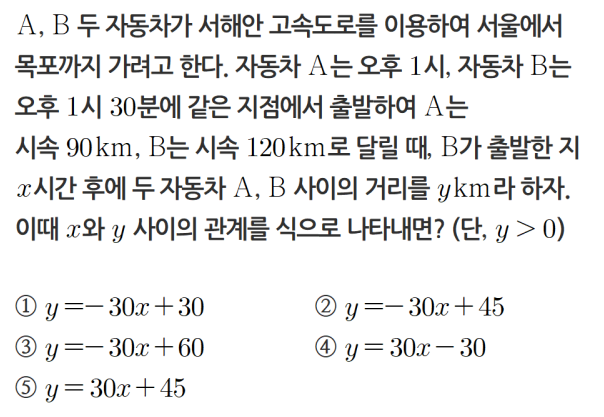 A, B 두 자동차가 서해안 고속도로를 이용하여 서울에서
목포까지 가려고 한다. 자동차 A는 오후 1시, 자동차 B는
오후 1시 30분에 같은 지점에서 출발하여 A는
시속 90km, B는 시속 120km로 달릴 때, B가 출발한 지
x시간 후에 두 자동차 A, B 사이의 거리를 ykm라 하자.
이때 x와 y 사이의 관계를 식으로 나타내면? (단, y > 0)
① y=-30x+30 ② y=-30x+45
③ y=-30x+60 ④ y=30x-30
⑤ y=30x+45